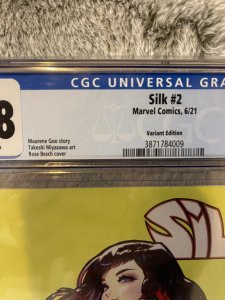 CGC UNIVERSAL GRA
8
Silk #2
Marvel Comics, 6/21
Variant Edition
Maurene Goo story
Takeshi Miyazawa art
Rose Besch cover
3871784009
SIL